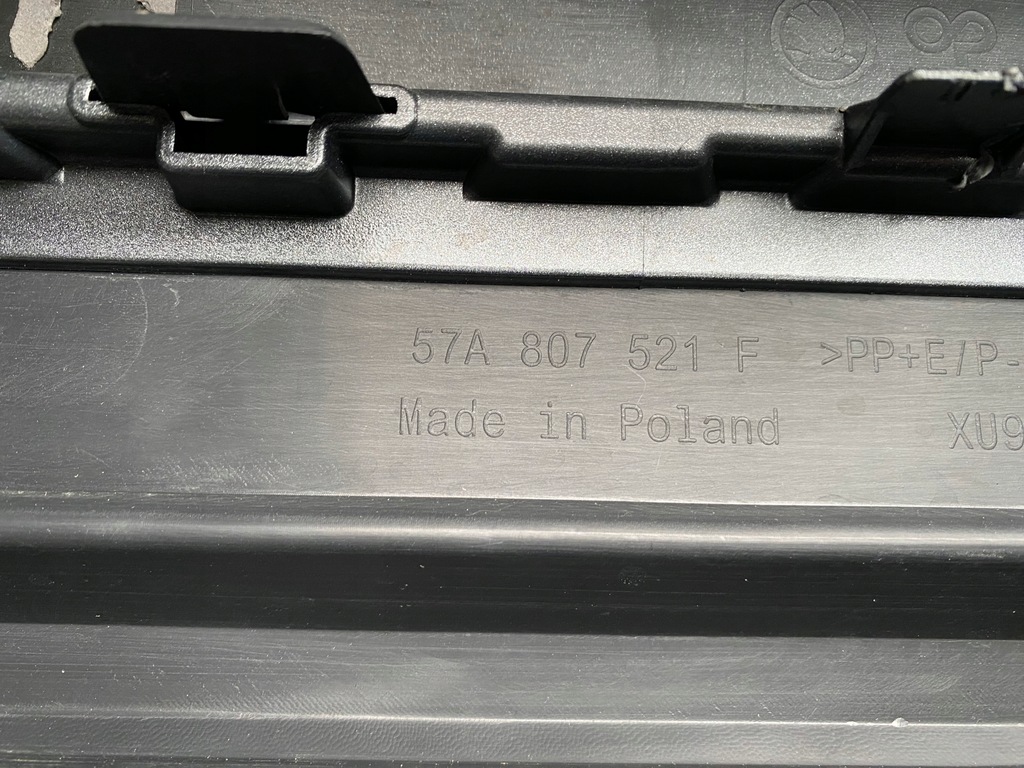 57A 807 521 F >PP+E/P-
Made in Poland XU9